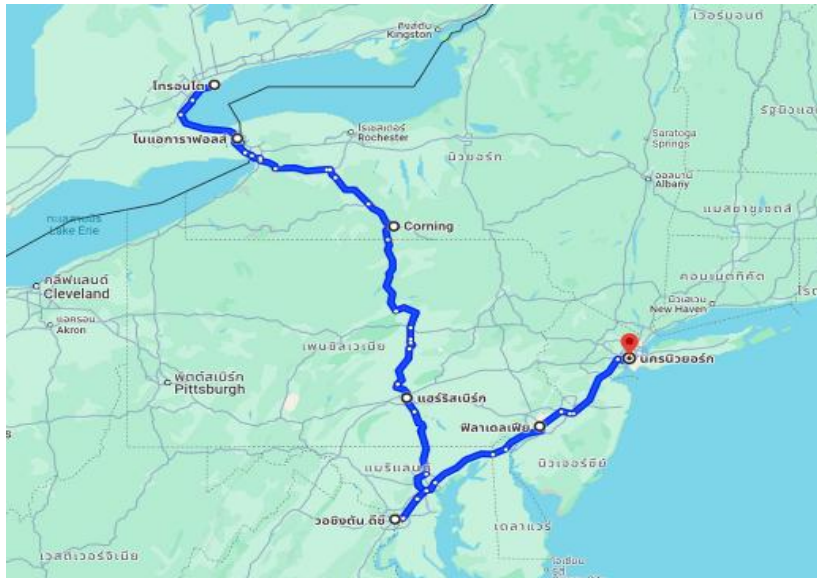 เวอร์มอนต์
คิงส์ตัน
Kingston
โทรอนโต
รัฐนิวแฮ
โรเชสเตอร์
Rochester
ไนแอการาฟอลส์
Saratoga
Springs
นิวยอร์ก
ออลบานี
Albany
แมสซาชูเซตส์
ทะเลสาบอีรี
Lake Erie
Corning
คอนเนตทิคัต
คลีฟแลนด์
Cleveland
นิวเฮเวน
New Haven
โรด
แอครอน
Akron
เพนซิลเวเนีย
นครนิวยอร์ก
พิตต์สเบิร์ก
Pittsburgh
แฮร์ริสเบิร์ก
ฟิลาเดลเฟีย
s
แมริแลนด์
นิวเจอร์ซีย์
วอชิงตัน ดีซี
เดลาแวร์
เวสต์เวอร์จิเนีย
โอเชียน
ซิตี้
Ocean City